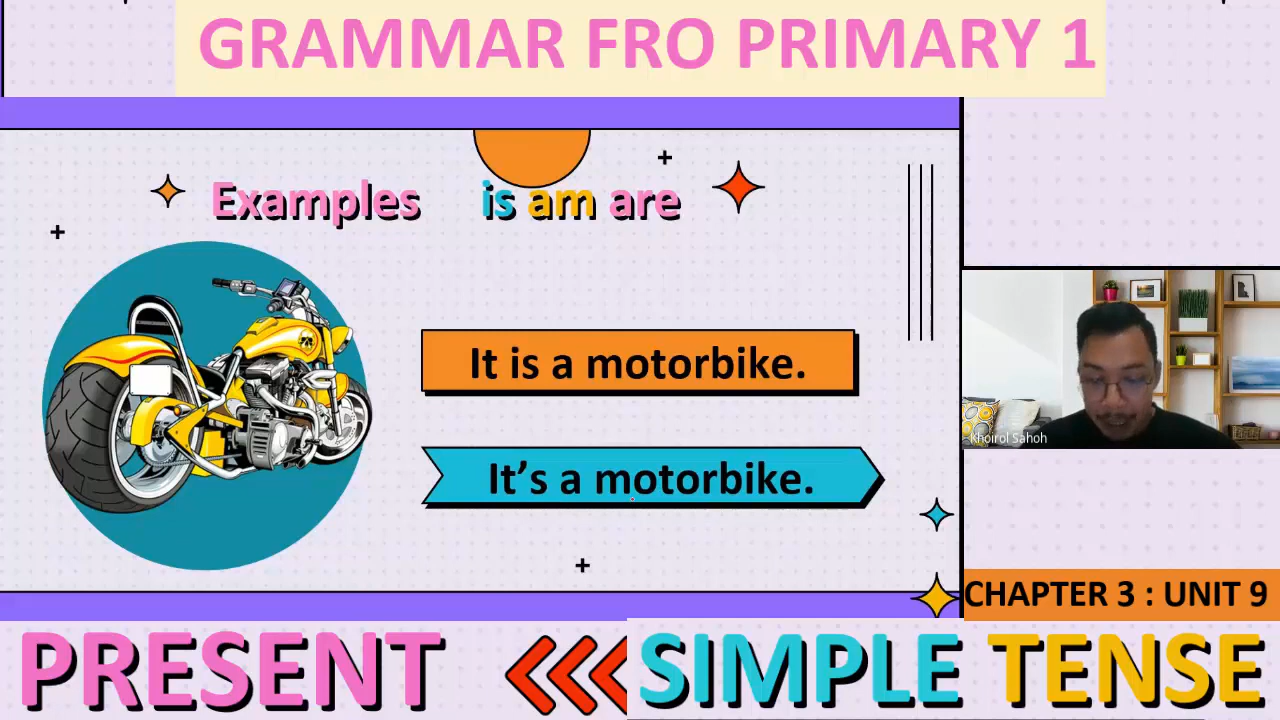 GRAMMAR FRO PRIMARY 1
Examples is am are
It is a motorbike.
It's a motorbike.
Khoirol Sahoh
CHAPTER 3 : UNIT 9
PRESENT SIMPLE TENSE